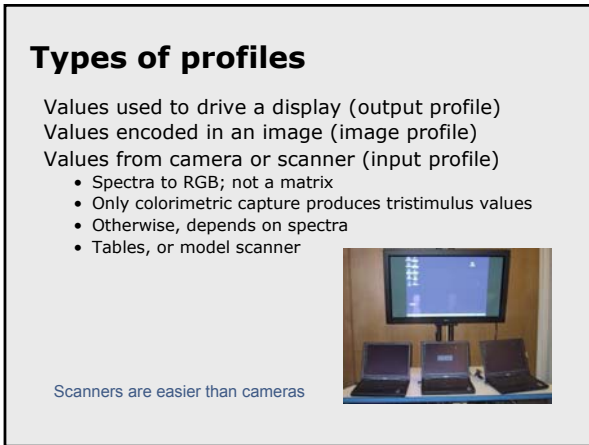 Types of profiles
Values used to drive a display (output profile)
Values encoded in an image (image profile)
Values from camera or scanner (input profile)
• Spectra to RGB; not a matrix
• Only colorimetric capture produces tristimulus values
• Otherwise, depends on spectra
• Tables, or model scanner
Scanners are easier than cameras